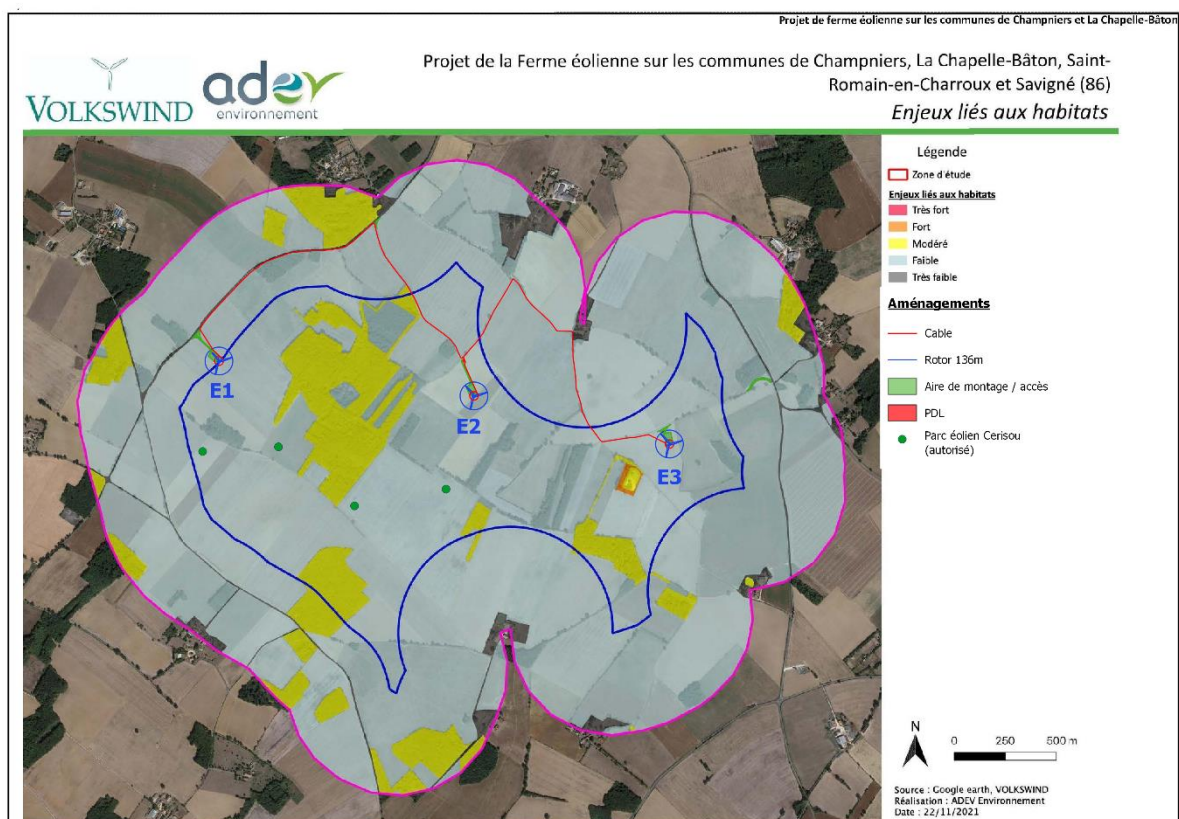 Projet de ferme éolienne sur les communes de Champniers et La Chapelle-Bâton
VOLKSWIND
adev
environnement
Projet de la Ferme éolienne sur les communes de Champniers, La Chapelle-Bâton, Saint-
Romain-en-Charroux et Savigné (86)
Enjeux liés aux habitats
Légende
Zone d'étude
Enjeux liés aux habitats
Très fort
Fort
Modéré
Faible
Très faible
Aménagements
Cable
Rotor 136m
Aire de montage / accès
PDL
Parc éolien Cerisou
(autorisé)
E1
E2
E3
N
0 250 500 m
Source : Google earth, VOLKSWIND
Réalisation : ADEV Environnement
Date : 22/11/2021